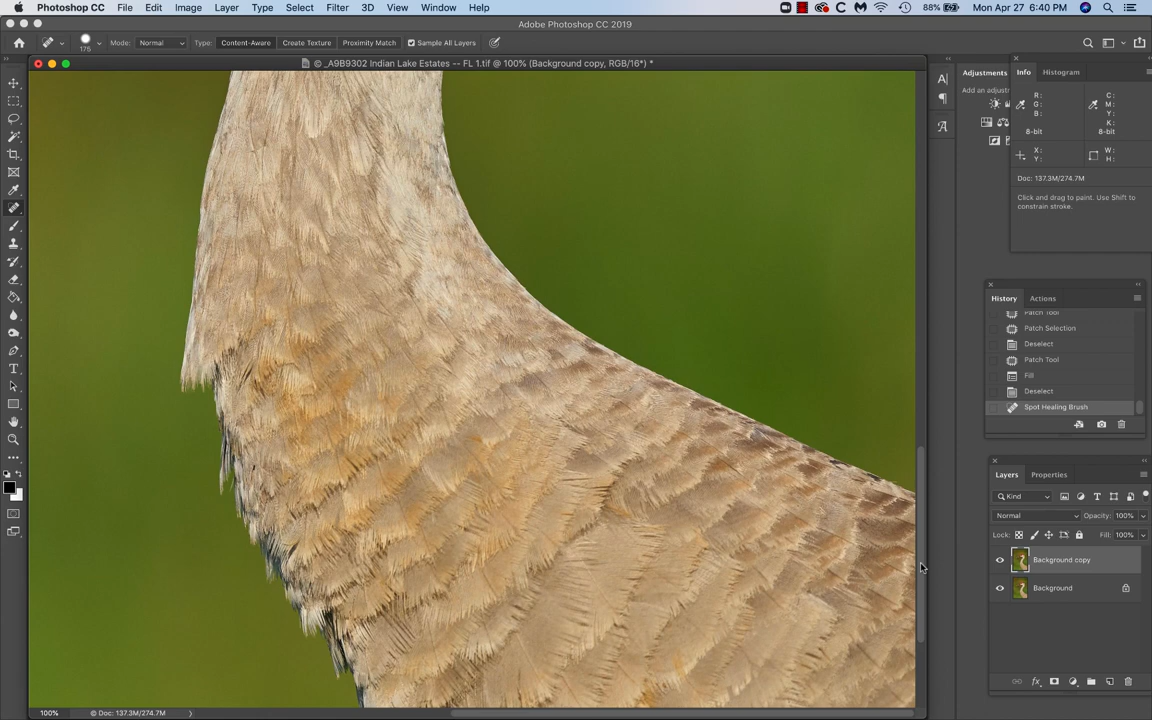 Photoshop CC File Edit Image Layer Type Select Filter 3D View Window Help 88% Mon Apr 27 6:40 PM
Adobe Photoshop CC 2019
175 Mode: Normal Type: Content-Aware Create Texture Proximity Match Sample All Layers
© _A9B9302 Indian Lake Estates -- FL 1.tif @ 100% (Background copy, RGB/16*) *
Adjustments
Add an adjustm
Info Histogram
R: C:
G: M:
B: Y:
K:
8-bit 8-bit
X: W:
Y: H:
Doc: 137.3M/274.7M
Click and drag to paint. Use Shift to
constrain stroke.
History Actions
Patch Tool
Patch Selection
Deselect
Patch Tool
Fill
Deselect
Spot Healing Brush
Layers Properties
Kind
Normal Opacity: 100%
Lock: Fill: 100%
Background copy
Background
fx
100% © Doc: 137.3M/274.7M